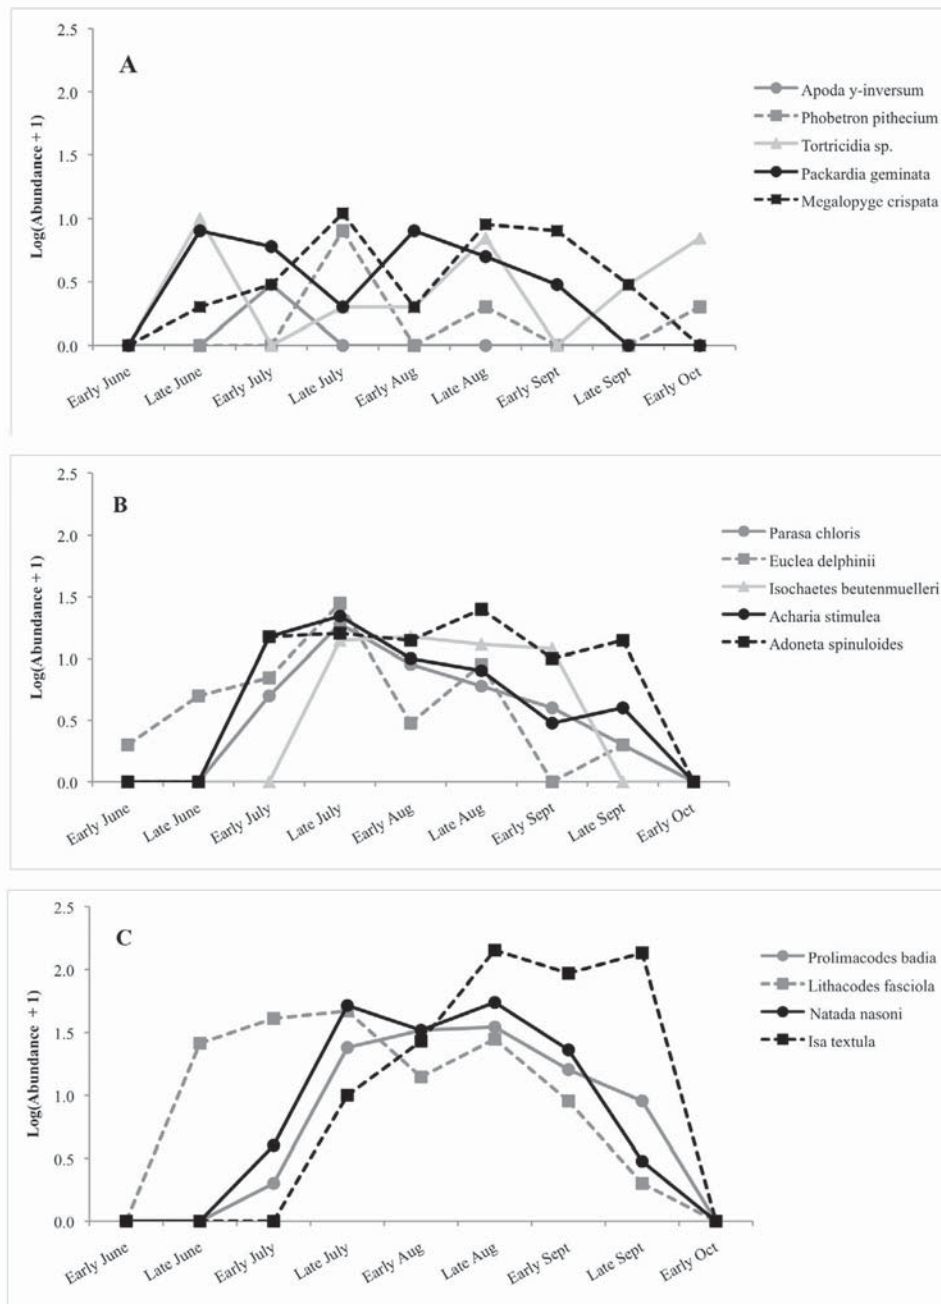 A
Log(Abundance + 1)
2.5
2.0
1.5
1.0
0.5
0.0
Early June
Late June
Early July
Late July
Early Aug
Late Aug
Early Sept
Late Sept
Early Oct
Apoda y-inversum
Phobetron pithecium
Tortricidia sp.
Packardia geminata
Megalopyge crispata
B
Log(Abundance + 1)
2.5
2.0
1.5
1.0
0.5
0.0
Early June
Late June
Early July
Late July
Early Aug
Late Aug
Early Sept
Late Sept
Early Oct
Parasa chloris
Euclea delphinii
Isochaetes beutenmuelleri
Acharia stimulea
Adoneta spinuloides
C
Log(Abundance + 1)
2.5
2.0
1.5
1.0
0.5
0.0
Early June
Late June
Early July
Late July
Early Aug
Late Aug
Early Sept
Late Sept
Early Oct
Prolimacodes badia
Lithacodes fasciola
Natada nasoni
Isa textula